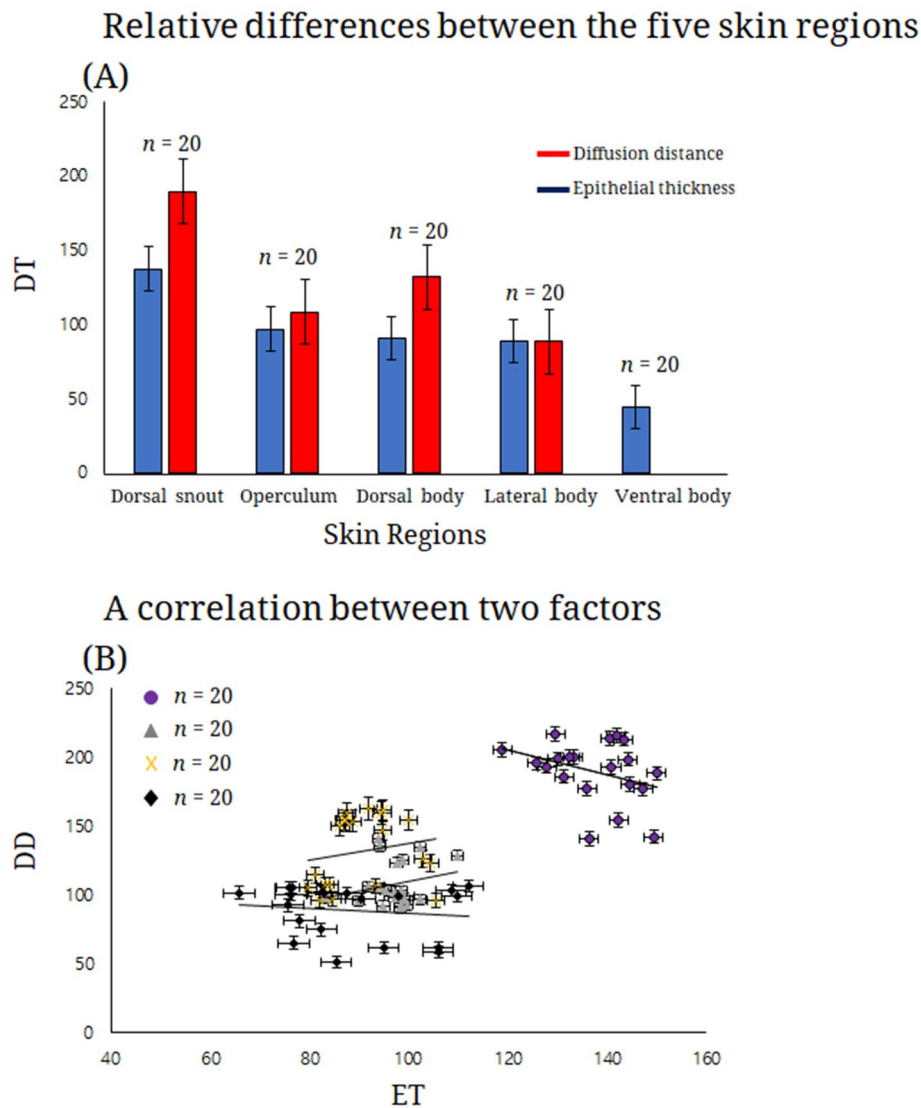 Relative differences between the five skin regions
(A)
250
200
150
100
50
0
DT
n = 20
n = 20
n = 20
n = 20
n = 20
Diffusion distance
Epithelial thickness
Dorsal snout Operculum Dorsal body Lateral body Ventral body
Skin Regions
A correlation between two factors
(B)
250
200
150
100
50
0
DD
n = 20
n = 20
n = 20
n = 20
40 60 80 100 120 140 160
ET